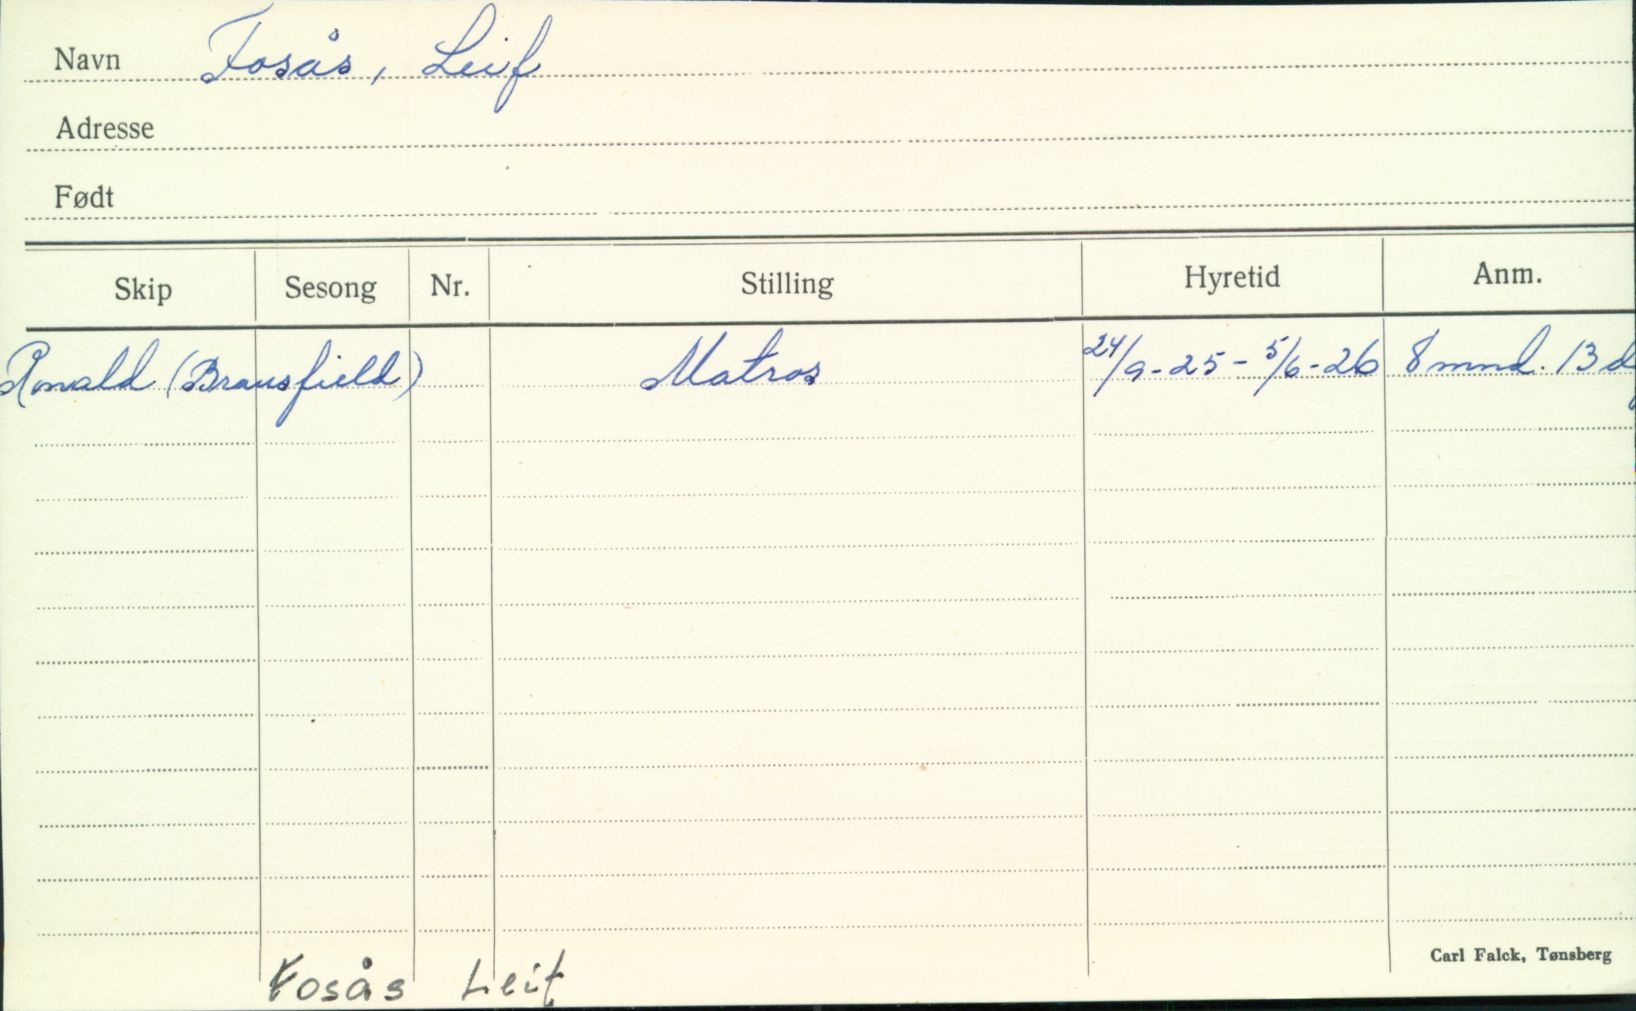 Navn Fosås, Leif
Adresse
Født
Skip Sesong Nr. Stilling Hyretid Anm.
Ronald (Bransfield) Matros 24/9-25 - 5/6-26 8 mnd. 13 d
Carl Falck, Tønsberg
Fosås Leif